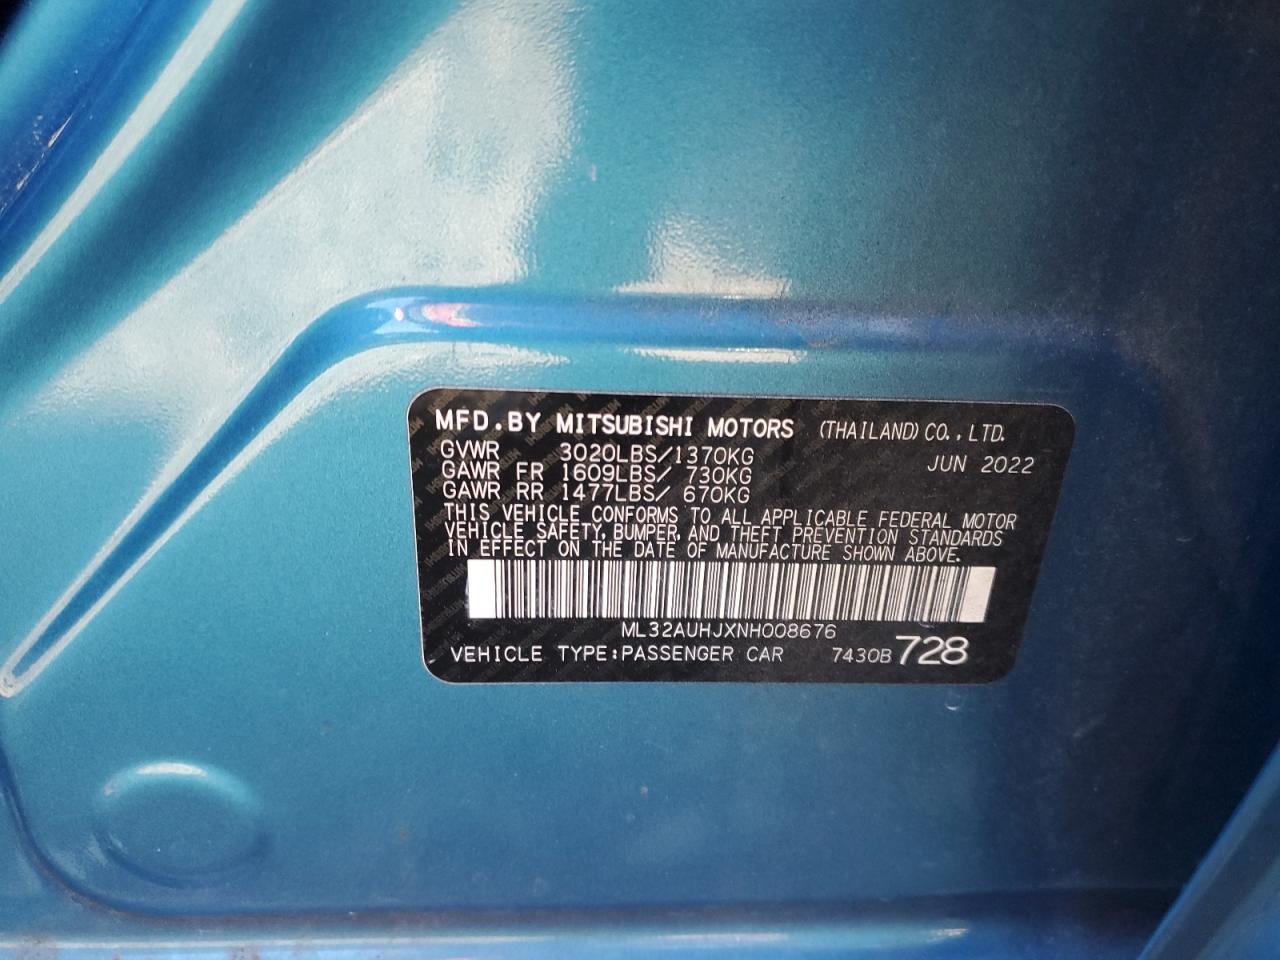 MFD.BY MITSUBISHI MOTORS (THAILAND) CO.,LTD.
GVWR 3020LBS/1370KG JUN 2022
GAWR FR 1609LBS/ 730KG
GAWR RR 1477LBS/ 670KG
THIS VEHICLE CONFORMS TO ALL APPLICABLE FEDERAL MOTOR
VEHICLE SAFETY, BUMPER, AND THEFT PREVENTION STANDARDS
IN EFFECT ON THE DATE OF MANUFACTURE SHOWN ABOVE.
ML32AUHJXNH008676
VEHICLE TYPE:PASSENGER CAR 7430B 728